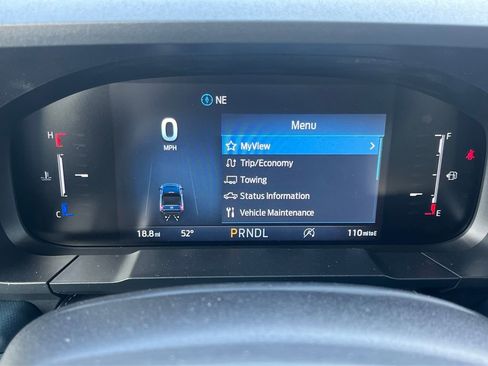 NE
0
MPH
Menu
MyView
Trip/Economy
Towing
Status Information
Vehicle Maintenance
H
C
F
E
18.8 mi 52° PRNDL 110 mi to E